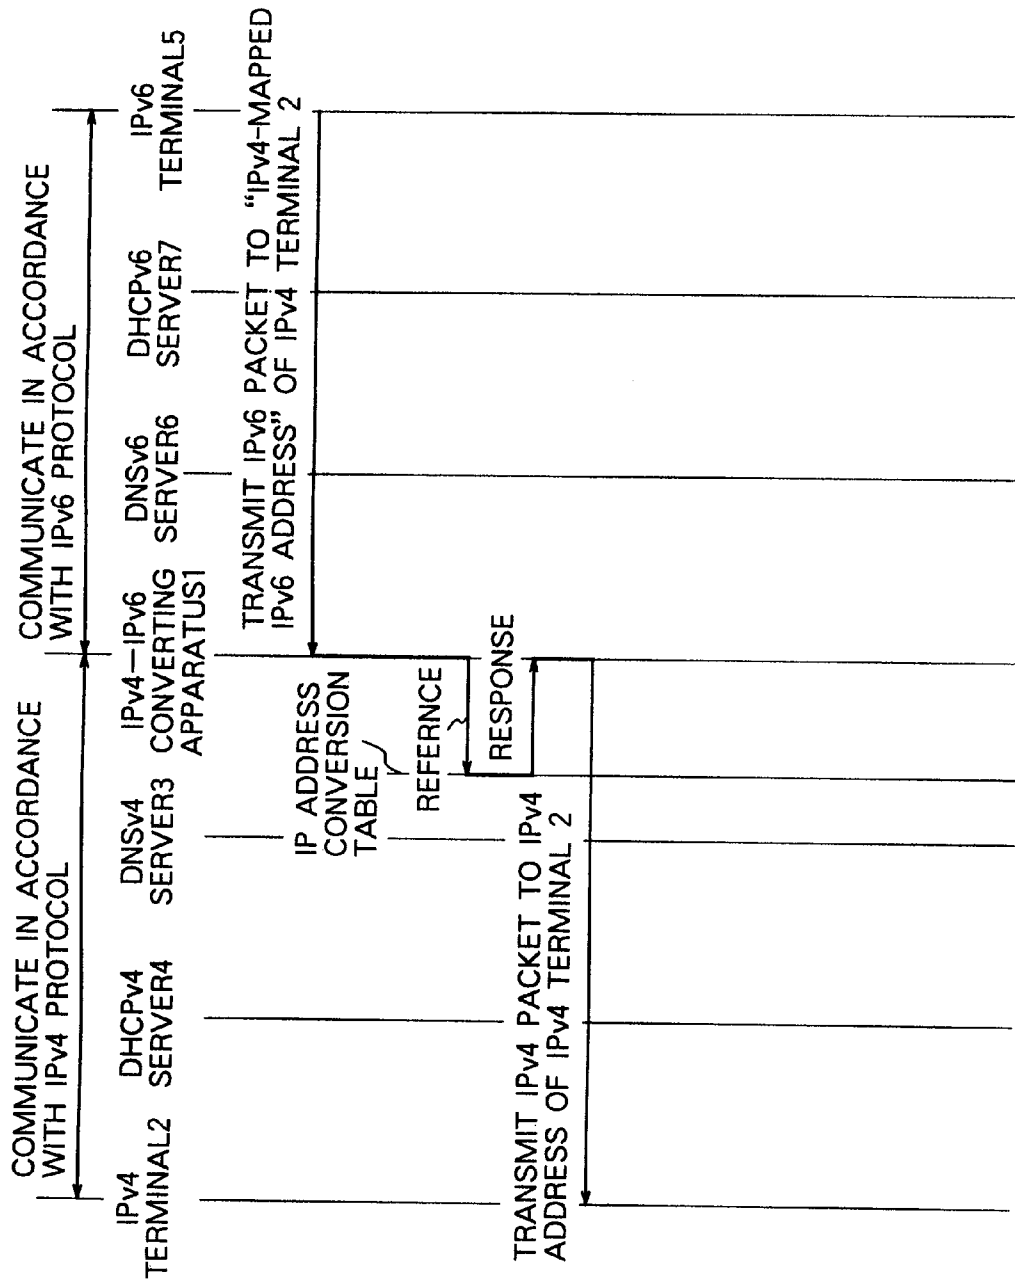 COMMUNICATE IN ACCORDANCE
WITH IPv4 PROTOCOL
COMMUNICATE IN ACCORDANCE
WITH IPv6 PROTOCOL
IPv4
TERMINAL2
DHCPv4
SERVER4
DNSv4
SERVER3
IPv4—IPv6
CONVERTING
APPARATUS1
DNSv6
SERVER6
DHCPv6
SERVER7
IPv6
TERMINAL5
TRANSMIT IPv6 PACKET TO "IPv4-MAPPED
IPv6 ADDRESS" OF IPv4 TERMINAL 2
IP ADDRESS
CONVERSION
TABLE
REFERNCE
RESPONSE
TRANSMIT IPv4 PACKET TO IPv4
ADDRESS OF IPv4 TERMINAL 2